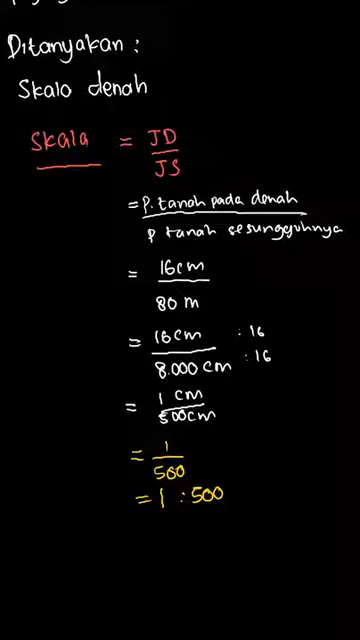 Ditanyakan :
Skala denah
Skala = JD
JS
= P. tanah pada denah
p tanah sesungguhnya
= 16 cm
80 m
= 16 cm : 16
8.000 cm : 16
= 1 cm
500 cm
= 1
500
= 1 : 500